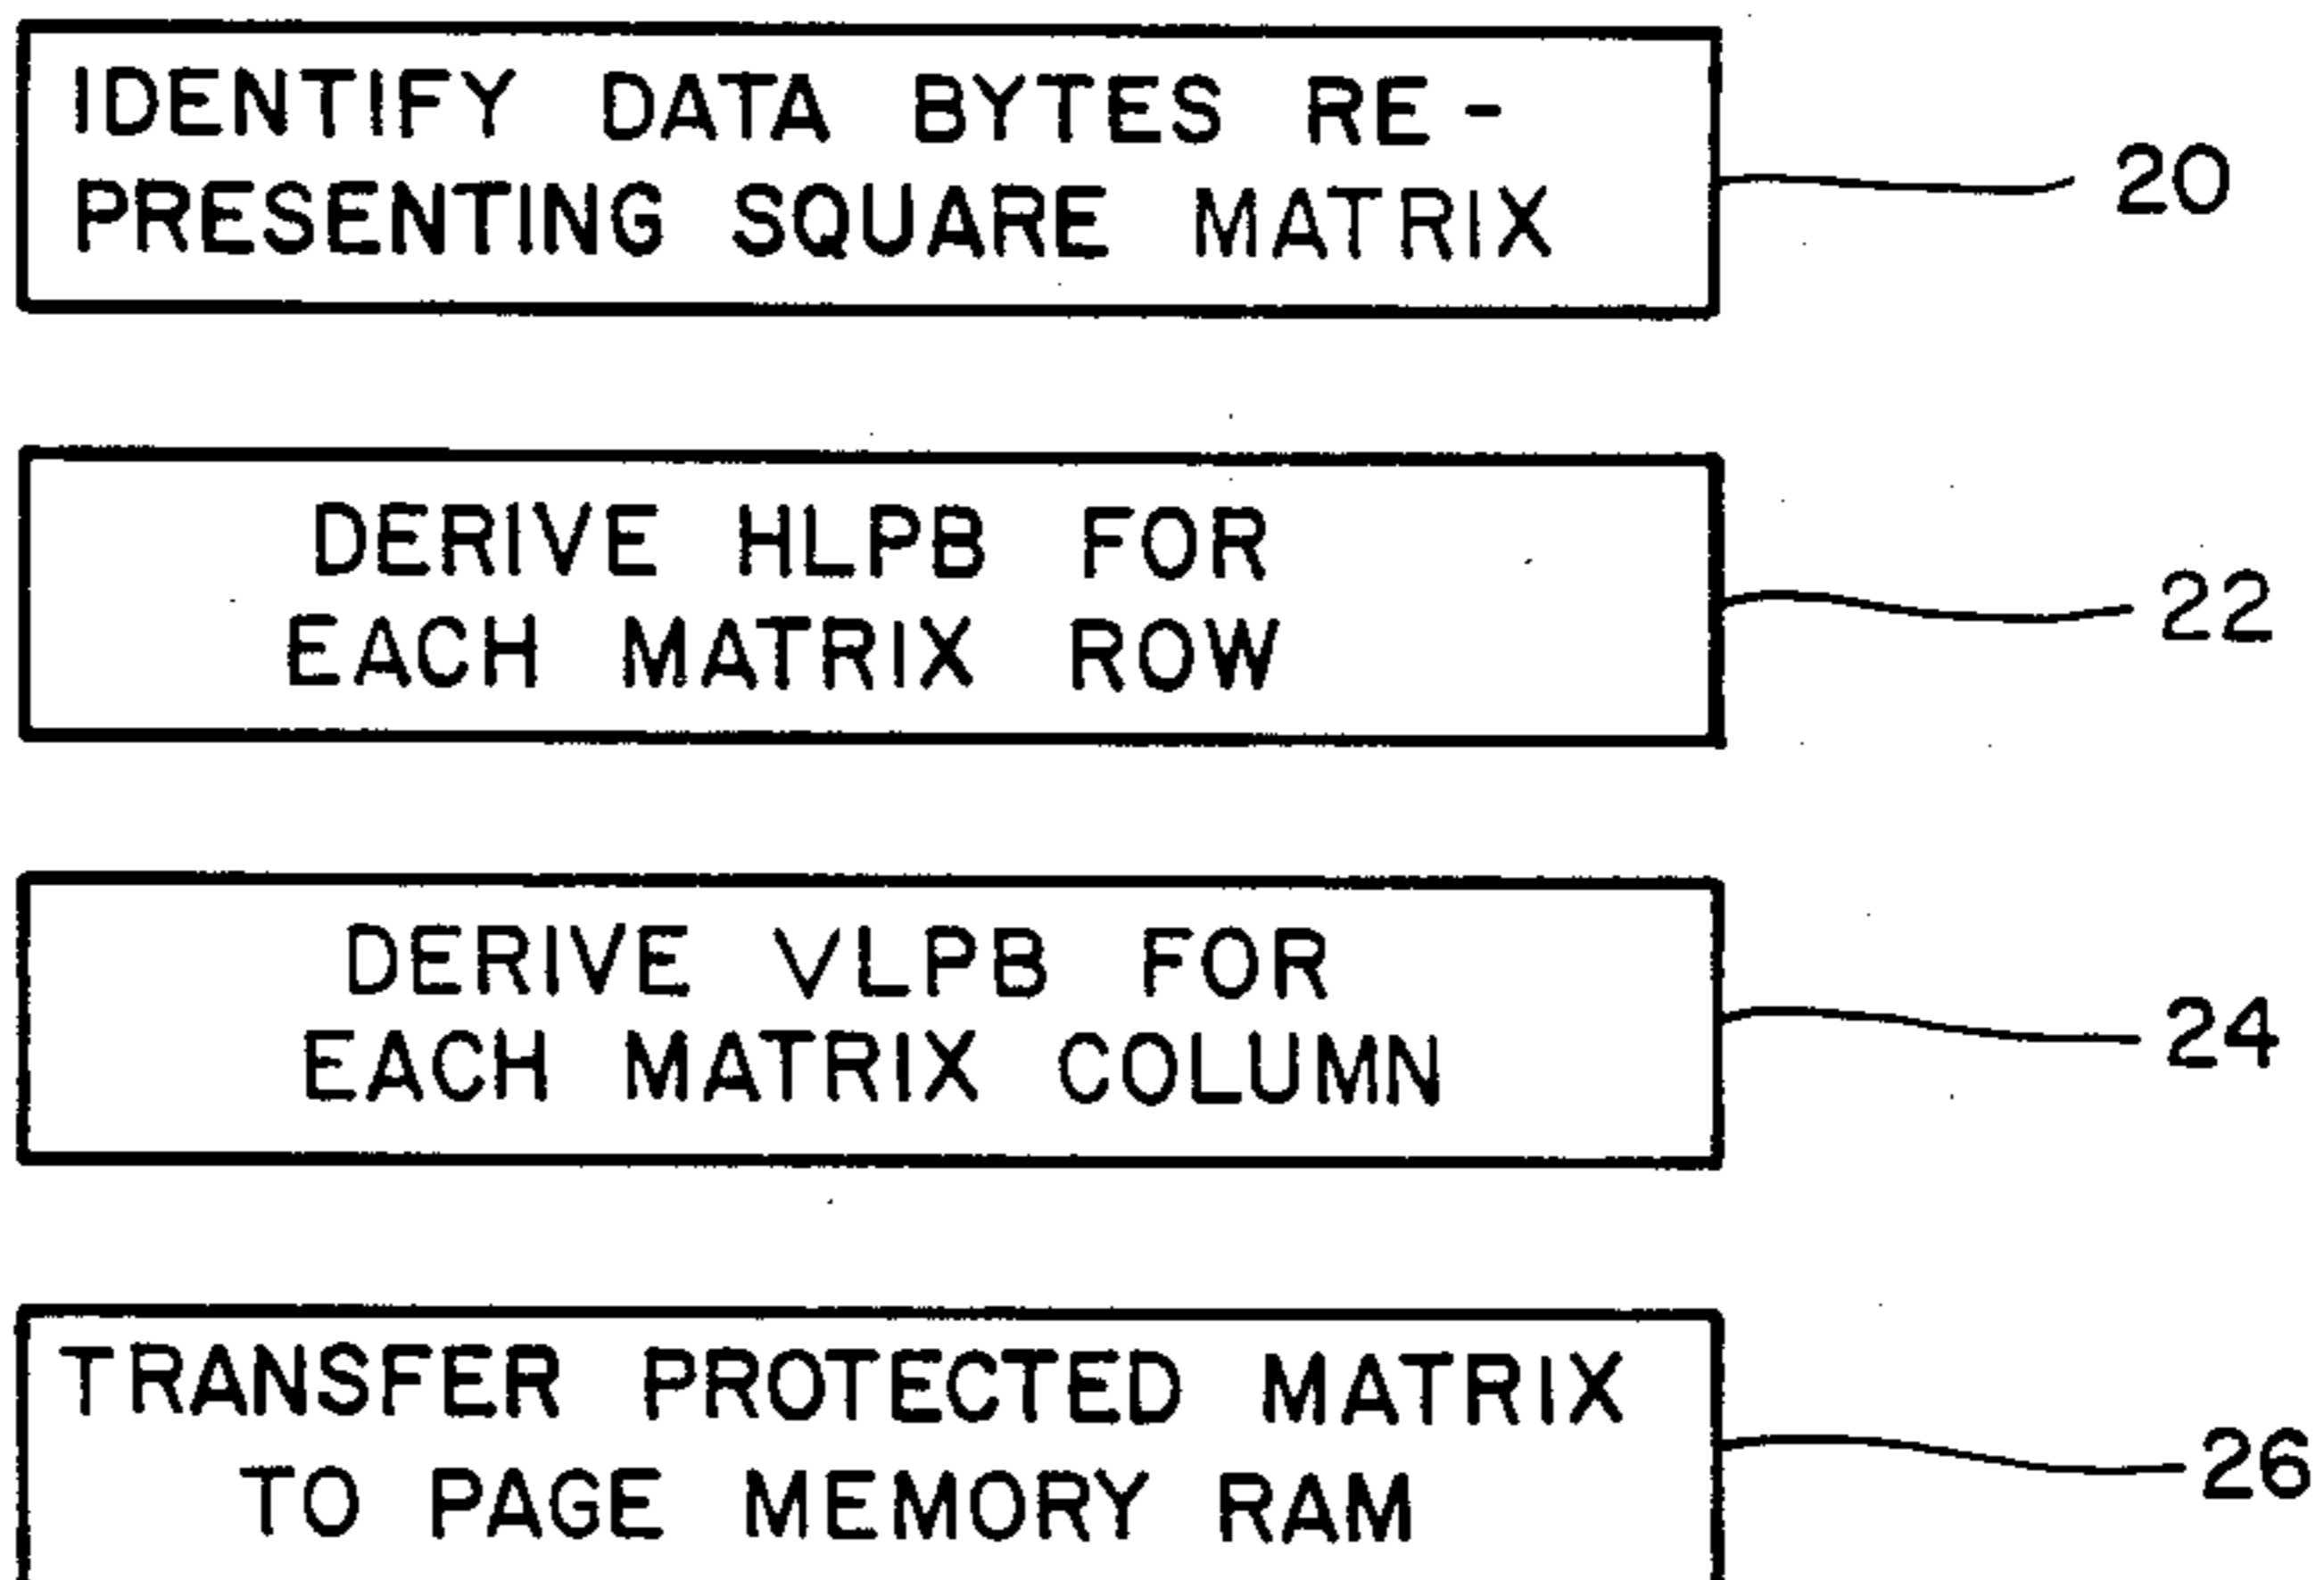 IDENTIFY DATA BYTES RE-
PRESENTING SQUARE MATRIX
20
DERIVE HLPB FOR
EACH MATRIX ROW
22
DERIVE VLPB FOR
EACH MATRIX COLUMN
24
TRANSFER PROTECTED MATRIX
TO PAGE MEMORY RAM
26